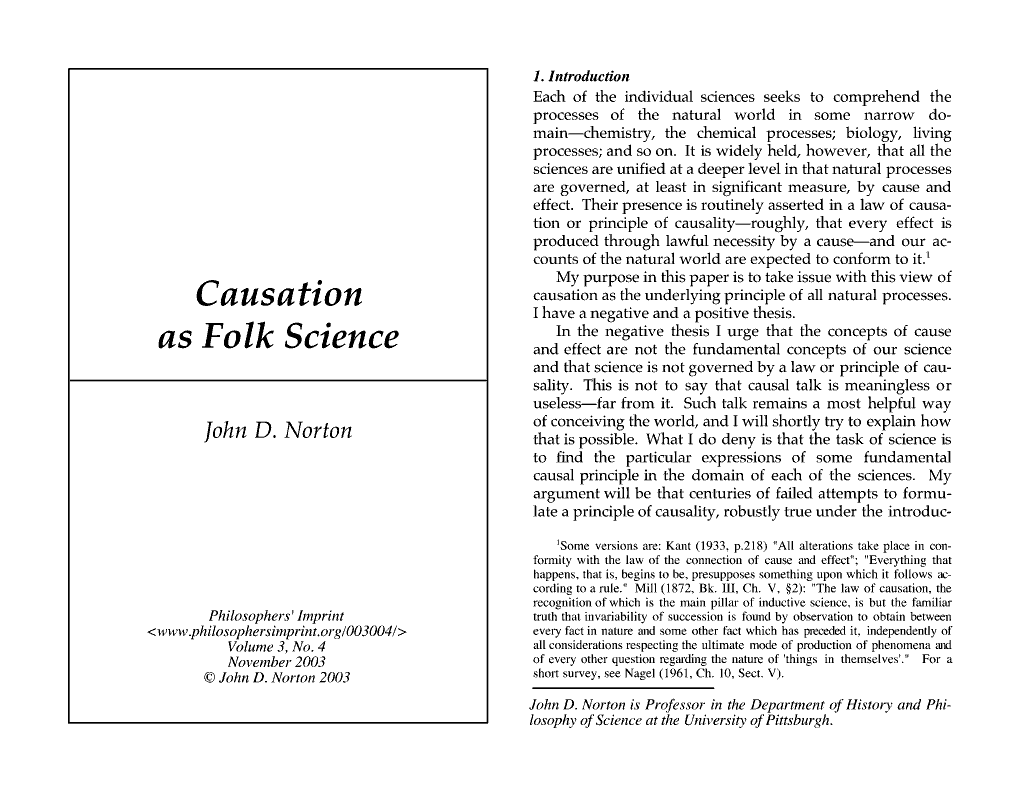 Causation
as Folk Science
John D. Norton
Philosophers' Imprint
<www.philosophersimprint.org/003004/>
Volume 3, No. 4
November 2003
© John D. Norton 2003
1. Introduction
Each of the individual sciences seeks to comprehend the
processes of the natural world in some narrow do-
main—chemistry, the chemical processes; biology, living
processes; and so on. It is widely held, however, that all the
sciences are unified at a deeper level in that natural processes
are governed, at least in significant measure, by cause and
effect. Their presence is routinely asserted in a law of causa-
tion or principle of causality—roughly, that every effect is
produced through lawful necessity by a cause—and our ac-
counts of the natural world are expected to conform to it.1
My purpose in this paper is to take issue with this view of
causation as the underlying principle of all natural processes.
I have a negative and a positive thesis.
In the negative thesis I urge that the concepts of cause
and effect are not the fundamental concepts of our science
and that science is not governed by a law or principle of cau-
sality. This is not to say that causal talk is meaningless or
useless—far from it. Such talk remains a most helpful way
of conceiving the world, and I will shortly try to explain how
that is possible. What I do deny is that the task of science is
to find the particular expressions of some fundamental
causal principle in the domain of each of the sciences. My
argument will be that centuries of failed attempts to formu-
late a principle of causality, robustly true under the introduc-
1Some versions are: Kant (1933, p.218) "All alterations take place in con-
formity with the law of the connection of cause and effect"; "Everything that
happens, that is, begins to be, presupposes something upon which it follows ac-
cording to a rule." Mill (1872, Bk. III, Ch. V, §2): "The law of causation, the
recognition of which is the main pillar of inductive science, is but the familiar
truth that invariability of succession is found by observation to obtain between
every fact in nature and some other fact which has preceded it, independently of
all considerations respecting the ultimate mode of production of phenomena and
of every other question regarding the nature of 'things in themselves'." For a
short survey, see Nagel (1961, Ch. 10, Sect. V).
John D. Norton is Professor in the Department of History and Phi-
losophy of Science at the University of Pittsburgh.